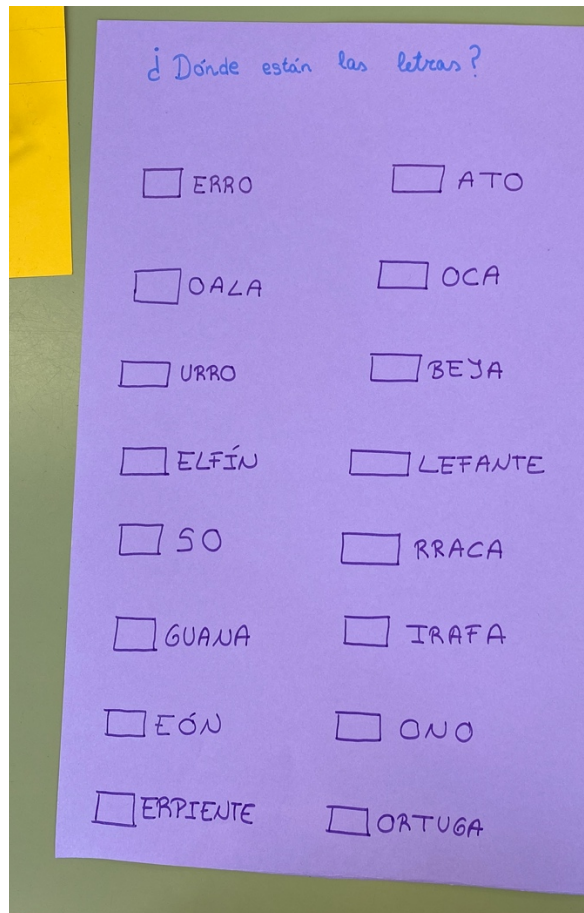 ¿Dónde están las letras?
ERRO ATO
OALA OCA
URRO BEJA
ELFÍN LEFANTE
SO RRACA
GUANA IRAFA
EÓN ONO
ERPIENTE ORTUGA